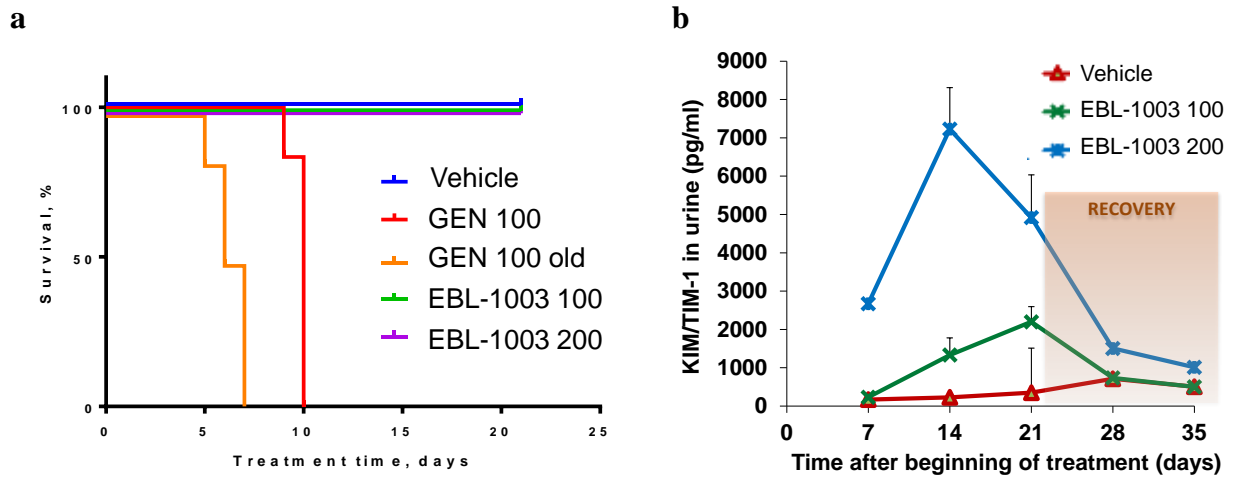 a
Survival, %
100
50
0
0 5 10 15 20 25
Treatment time, days
Vehicle
GEN 100
GEN 100 old
EBL-1003 100
EBL-1003 200
b
KIM/TIM-1 in urine (pg/ml)
9000
8000
7000
6000
5000
4000
3000
2000
1000
0
0 7 14 21 28 35
Time after beginning of treatment (days)
Vehicle
EBL-1003 100
EBL-1003 200
RECOVERY